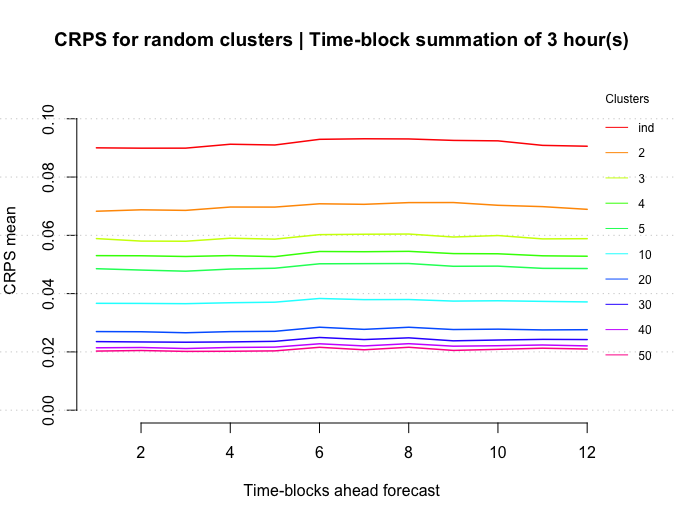 CRPS for random clusters | Time-block summation of 3 hour(s)
Clusters
ind
2
3
4
5
10
20
30
40
50
CRPS mean
0.10
0.08
0.06
0.04
0.02
0.00
2 4 6 8 10 12
Time-blocks ahead forecast